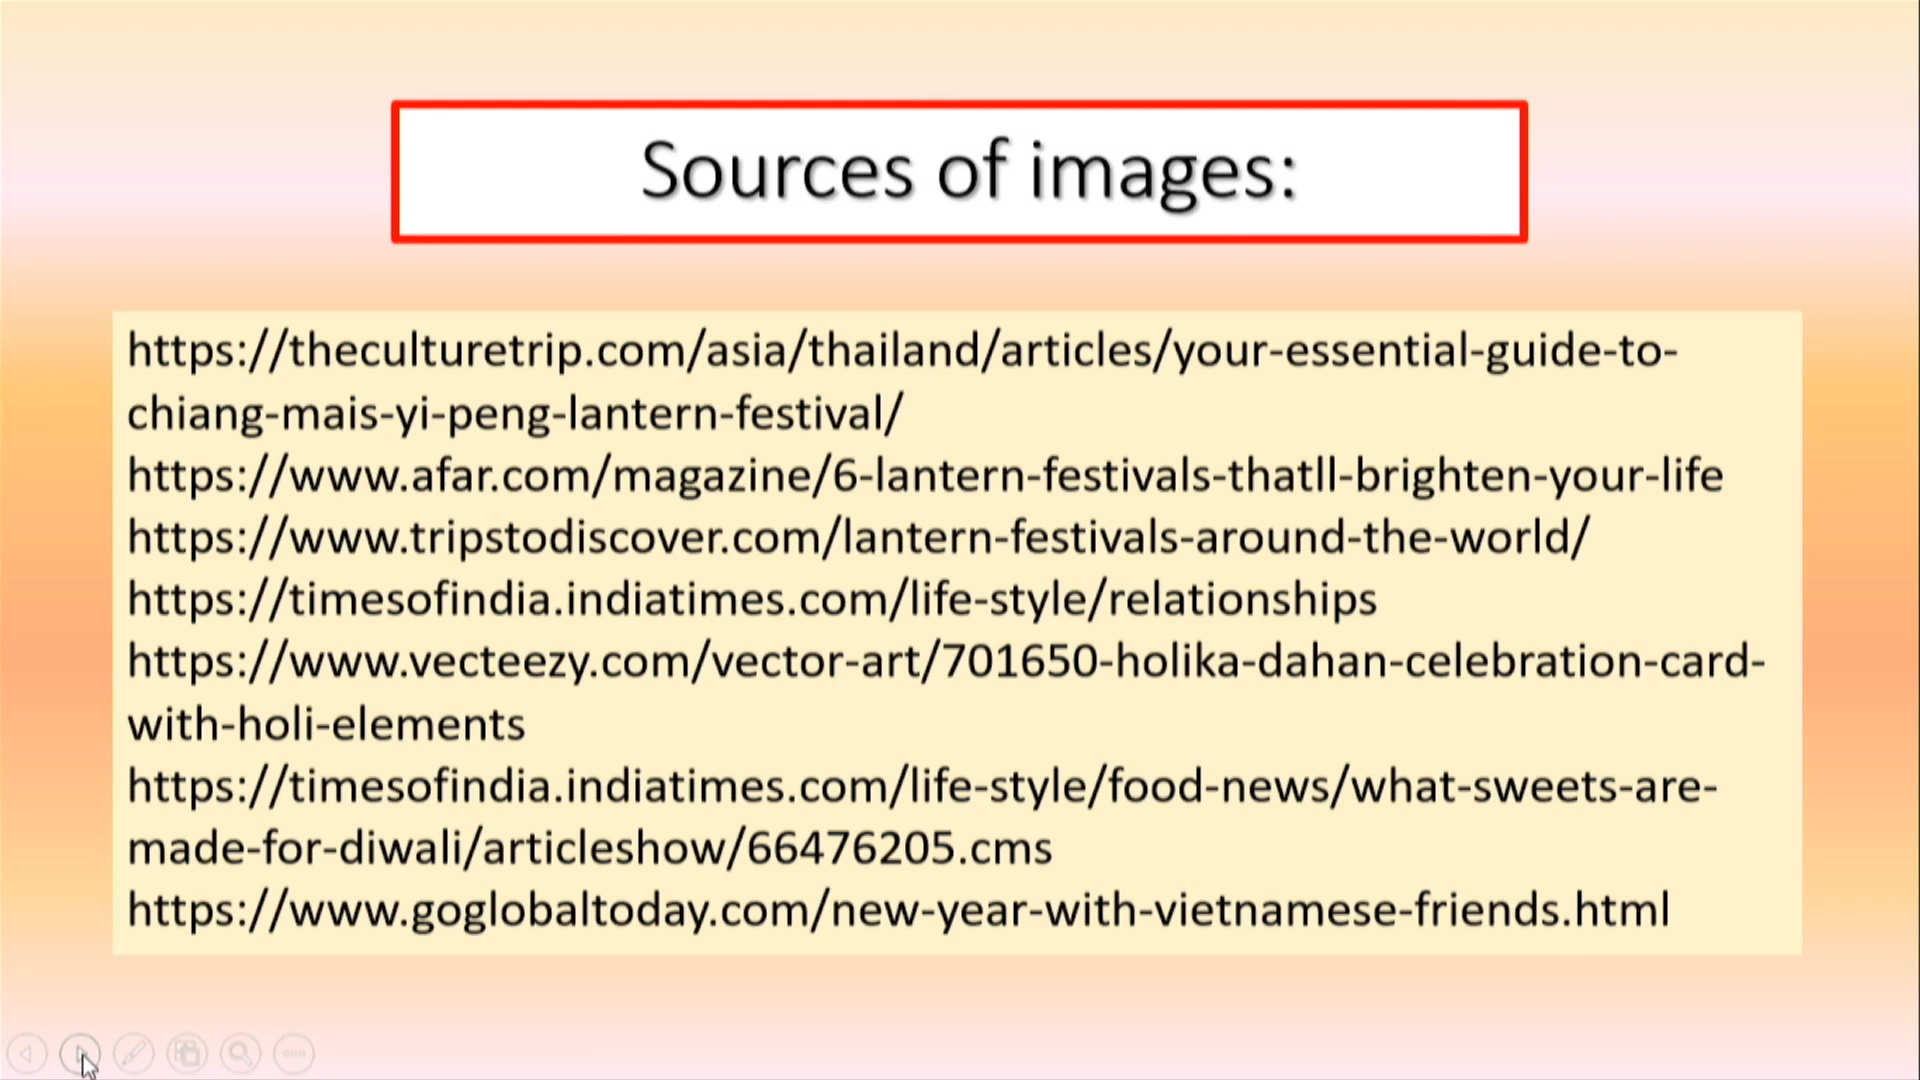 Sources of images:
https://theculturetrip.com/asia/thailand/articles/your-essential-guide-to-
chiang-mais-yi-peng-lantern-festival/
https://www.afar.com/magazine/6-lantern-festivals-thatll-brighten-your-life
https://www.tripstodiscover.com/lantern-festivals-around-the-world/
https://timesofindia.indiatimes.com/life-style/relationships
https://www.vecteezy.com/vector-art/701650-holika-dahan-celebration-card-
with-holi-elements
https://timesofindia.indiatimes.com/life-style/food-news/what-sweets-are-
made-for-diwali/articleshow/66476205.cms
https://www.goglobaltoday.com/new-year-with-vietnamese-friends.html